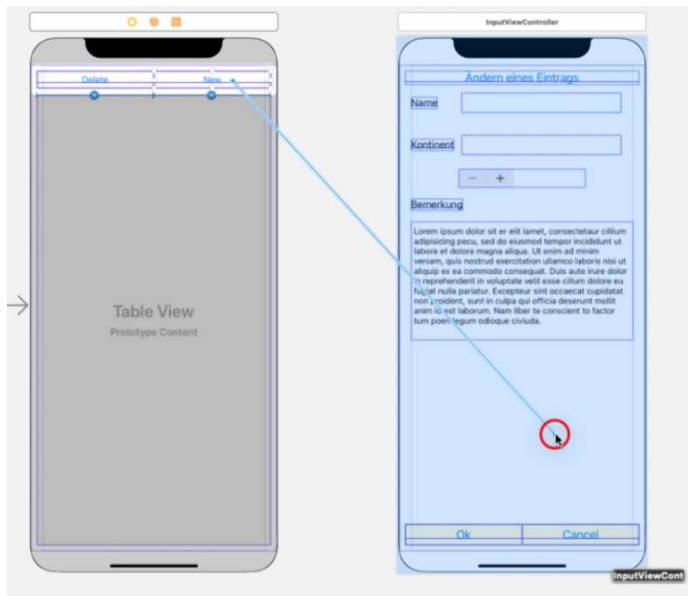 InputViewController
Delete
New
Ändern eines Eintrags
Name
Kontinent
− +
Bemerkung
Lorem ipsum dolor sit er elit lamet, consectetaur cillium
adipisicing pecu, sed do eiusmod tempor incididunt ut
labore et dolore magna aliqua. Ut enim ad minim
veniam, quis nostrud exercitation ullamco laboris nisi ut
aliquip ex ea commodo consequat. Duis aute irure dolor
in reprehenderit in voluptate velit esse cillum dolore eu
fugiat nulla pariatur. Excepteur sint occaecat cupidatat
non proident, sunt in culpa qui officia deserunt mollit
anim id est laborum. Nam liber te conscient to factor
tum poen legum odioque civiuda.
Table View
Prototype Content
Ok
Cancel
InputViewCont